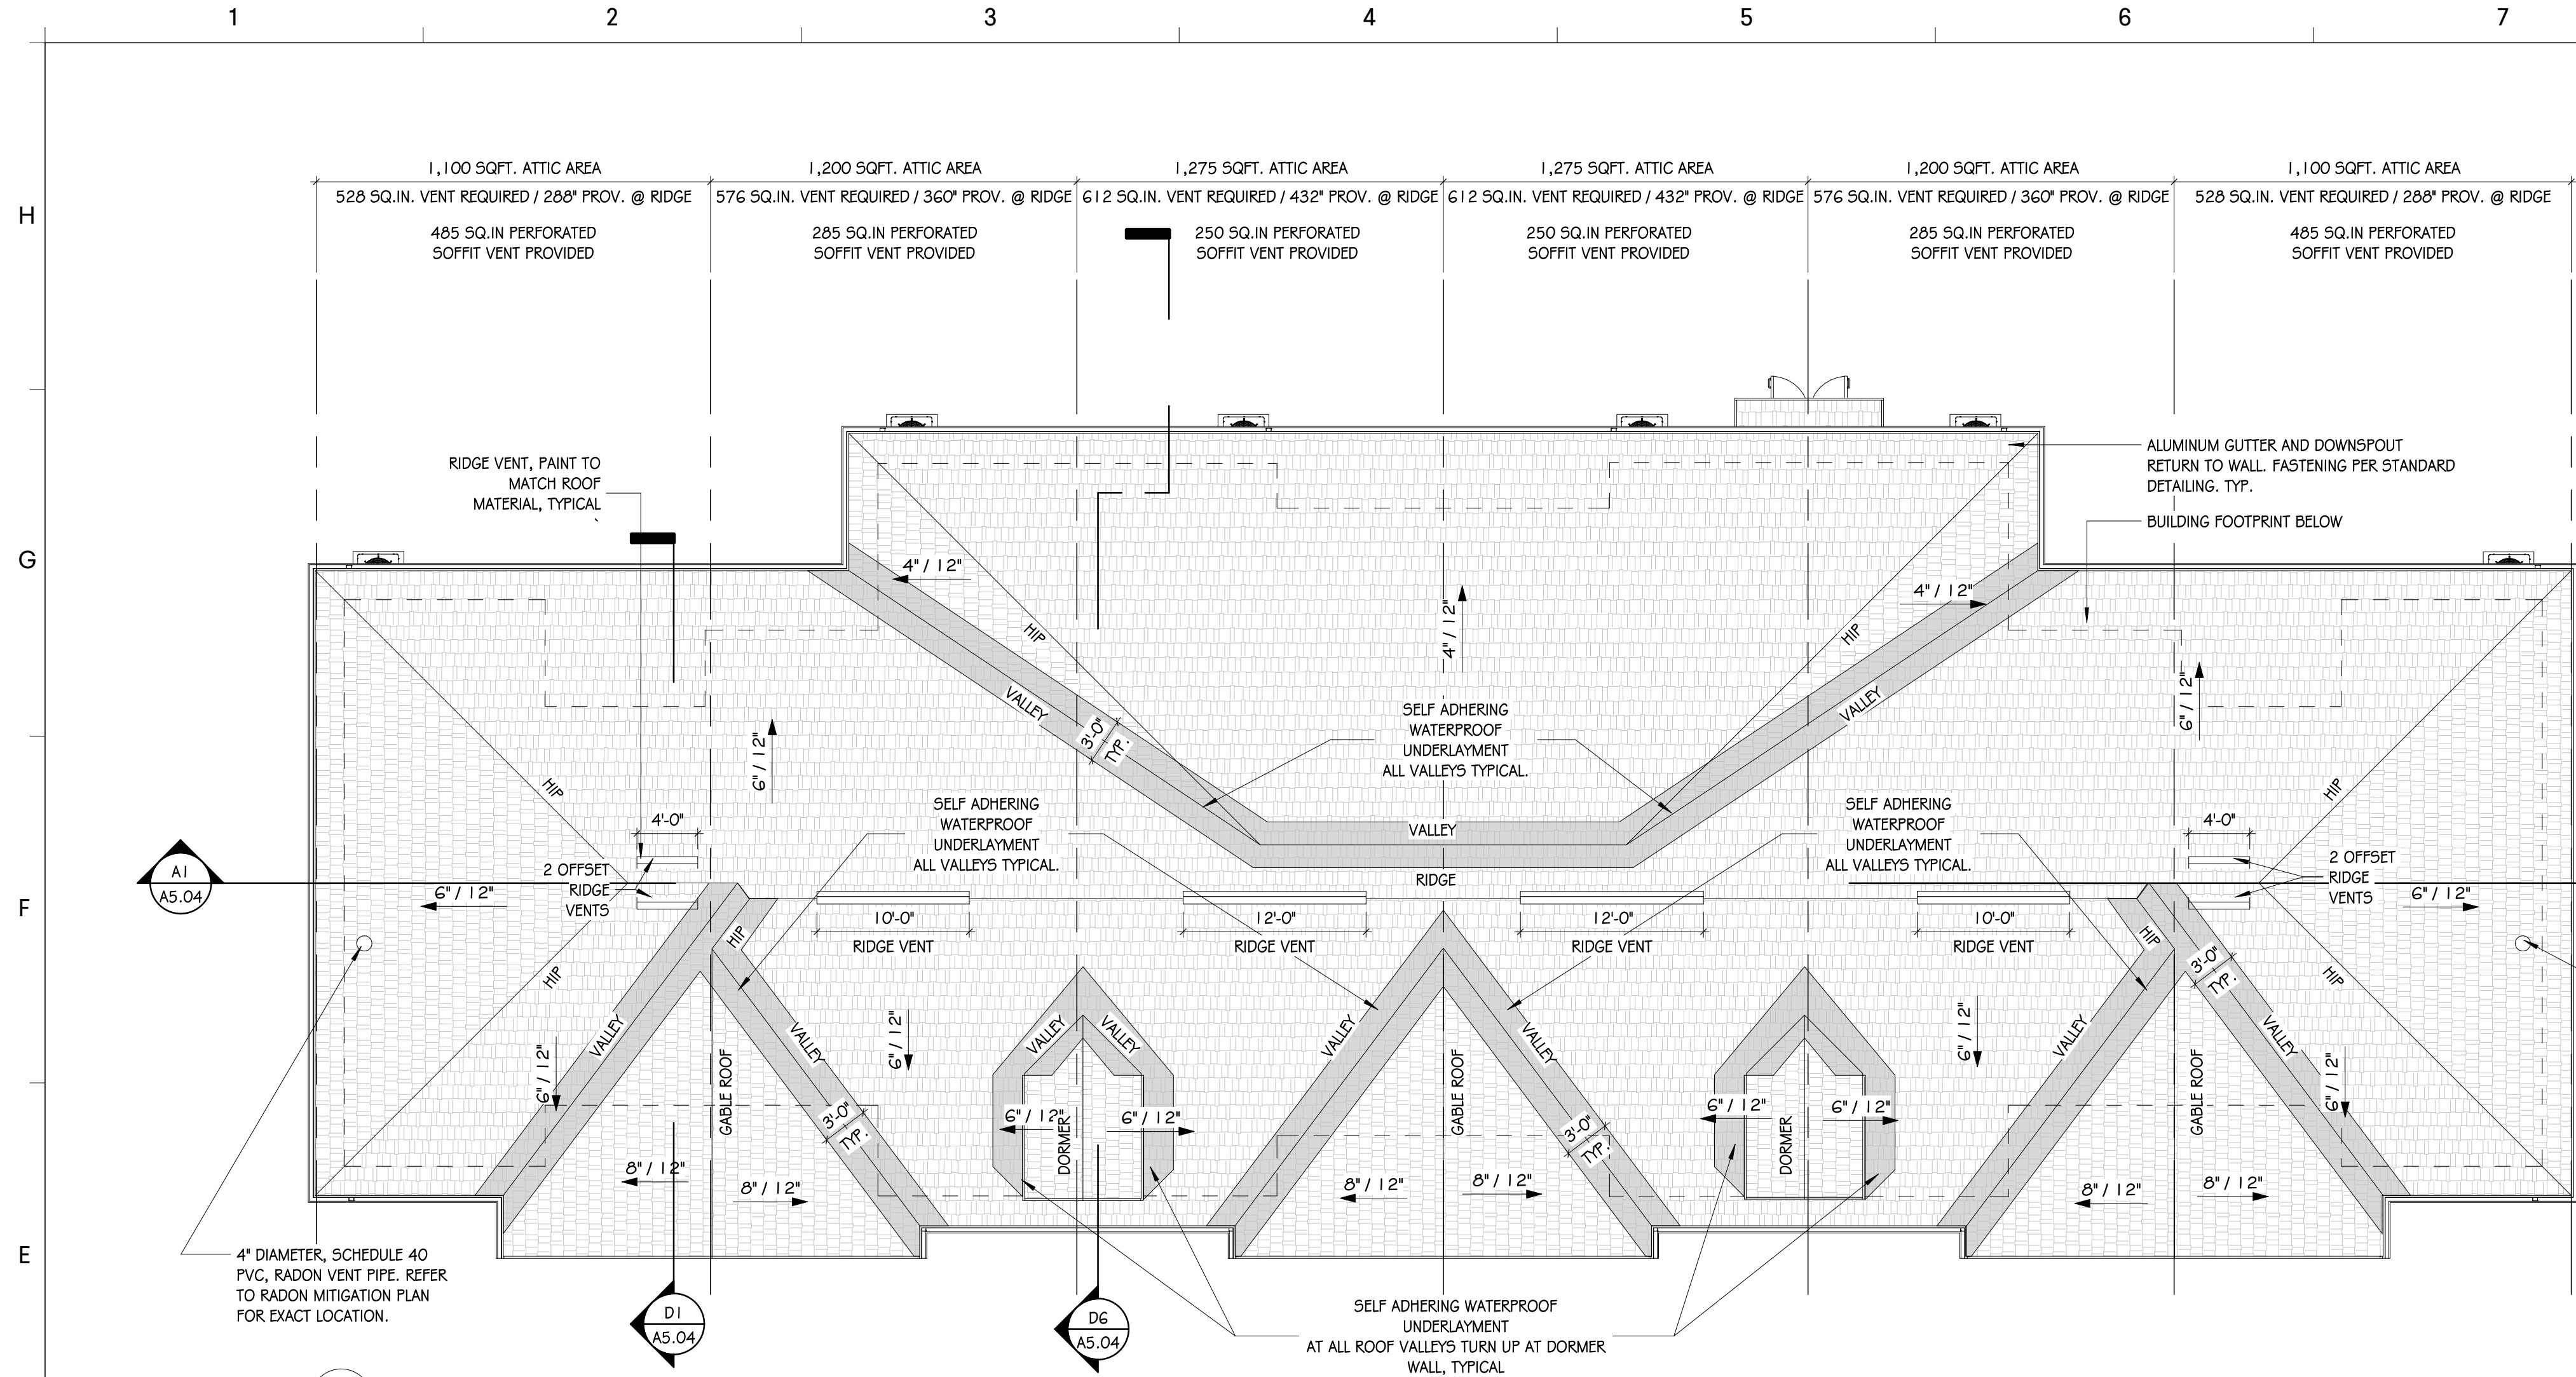 1 2 3 4 5 6 7
H
G
F
E
1,100 SQFT. ATTIC AREA
528 SQ.IN. VENT REQUIRED / 288" PROV. @ RIDGE
485 SQ.IN PERFORATED
SOFFIT VENT PROVIDED
1,200 SQFT. ATTIC AREA
576 SQ.IN. VENT REQUIRED / 360" PROV. @ RIDGE
285 SQ.IN PERFORATED
SOFFIT VENT PROVIDED
1,275 SQFT. ATTIC AREA
612 SQ.IN. VENT REQUIRED / 432" PROV. @ RIDGE
250 SQ.IN PERFORATED
SOFFIT VENT PROVIDED
1,275 SQFT. ATTIC AREA
612 SQ.IN. VENT REQUIRED / 432" PROV. @ RIDGE
250 SQ.IN PERFORATED
SOFFIT VENT PROVIDED
1,200 SQFT. ATTIC AREA
576 SQ.IN. VENT REQUIRED / 360" PROV. @ RIDGE
285 SQ.IN PERFORATED
SOFFIT VENT PROVIDED
1,100 SQFT. ATTIC AREA
528 SQ.IN. VENT REQUIRED / 288" PROV. @ RIDGE
485 SQ.IN PERFORATED
SOFFIT VENT PROVIDED
RIDGE VENT, PAINT TO
MATCH ROOF
MATERIAL, TYPICAL
ALUMINUM GUTTER AND DOWNSPOUT
RETURN TO WALL. FASTENING PER STANDARD
DETAILING. TYP.
BUILDING FOOTPRINT BELOW
4" / 12"
4" / 12"
4" / 12"
HIP
HIP
VALLEY
VALLEY
3'-0"
TYP.
SELF ADHERING
WATERPROOF
UNDERLAYMENT
ALL VALLEYS TYPICAL.
6" / 12"
6" / 12"
HIP
HIP
SELF ADHERING
WATERPROOF
UNDERLAYMENT
ALL VALLEYS TYPICAL.
SELF ADHERING
WATERPROOF
UNDERLAYMENT
ALL VALLEYS TYPICAL.
4'-0"
4'-0"
VALLEY
RIDGE
A1
A5.04
2 OFFSET
RIDGE
VENTS
2 OFFSET
RIDGE
VENTS
6" / 12"
6" / 12"
10'-0"
RIDGE VENT
12'-0"
RIDGE VENT
12'-0"
RIDGE VENT
10'-0"
RIDGE VENT
HIP
HIP
HIP
HIP
3'-0"
TYP.
VALLEY
VALLEY
VALLEY
VALLEY
VALLEY
VALLEY
VALLEY
VALLEY
6" / 12"
6" / 12"
6" / 12"
6" / 12"
GABLE ROOF
GABLE ROOF
GABLE ROOF
3'-0"
TYP.
3'-0"
TYP.
6" / 12"
6" / 12"
DORMER
6" / 12"
6" / 12"
DORMER
8" / 12"
8" / 12"
8" / 12"
8" / 12"
8" / 12"
8" / 12"
4" DIAMETER, SCHEDULE 40
PVC, RADON VENT PIPE. REFER
TO RADON MITIGATION PLAN
FOR EXACT LOCATION.
D1
A5.04
D6
A5.04
SELF ADHERING WATERPROOF
UNDERLAYMENT
AT ALL ROOF VALLEYS TURN UP AT DORMER
WALL, TYPICAL